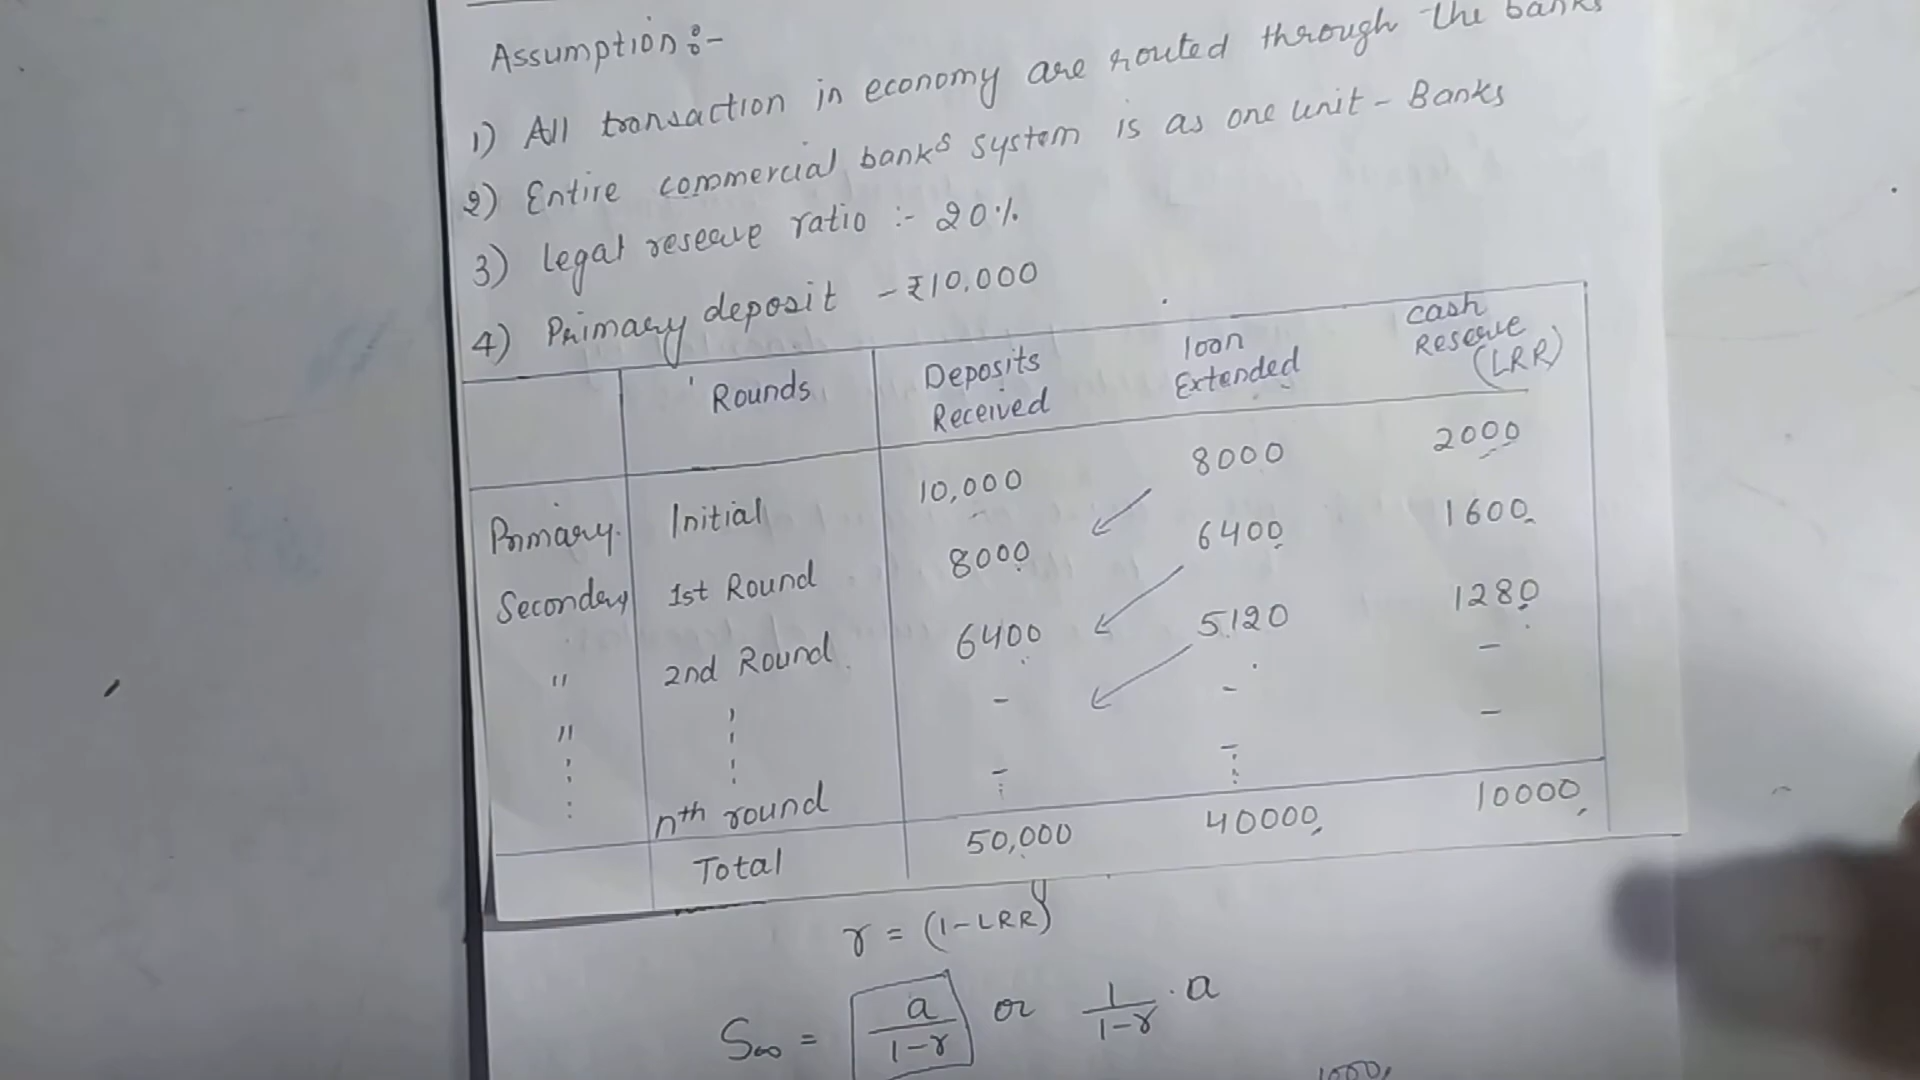 Assumption:-
1) All transaction in economy are routed through the banks
2) Entire commercial banks system is as one unit - Banks
3) legal reserve ratio :- 20%
4) Primary deposit - ₹10,000
Rounds Deposits Received loan Extended cash Reserve (LRR)
Primary. Initial 10,000 8000 2000
Secondary 1st Round 8000 6400 1600
" 2nd Round 6400 5120 1280
" - - -
nth round - - -
Total 50,000 40000 10000
r = (1-LRR)
S∞ = a/1-r or 1/1-r . a